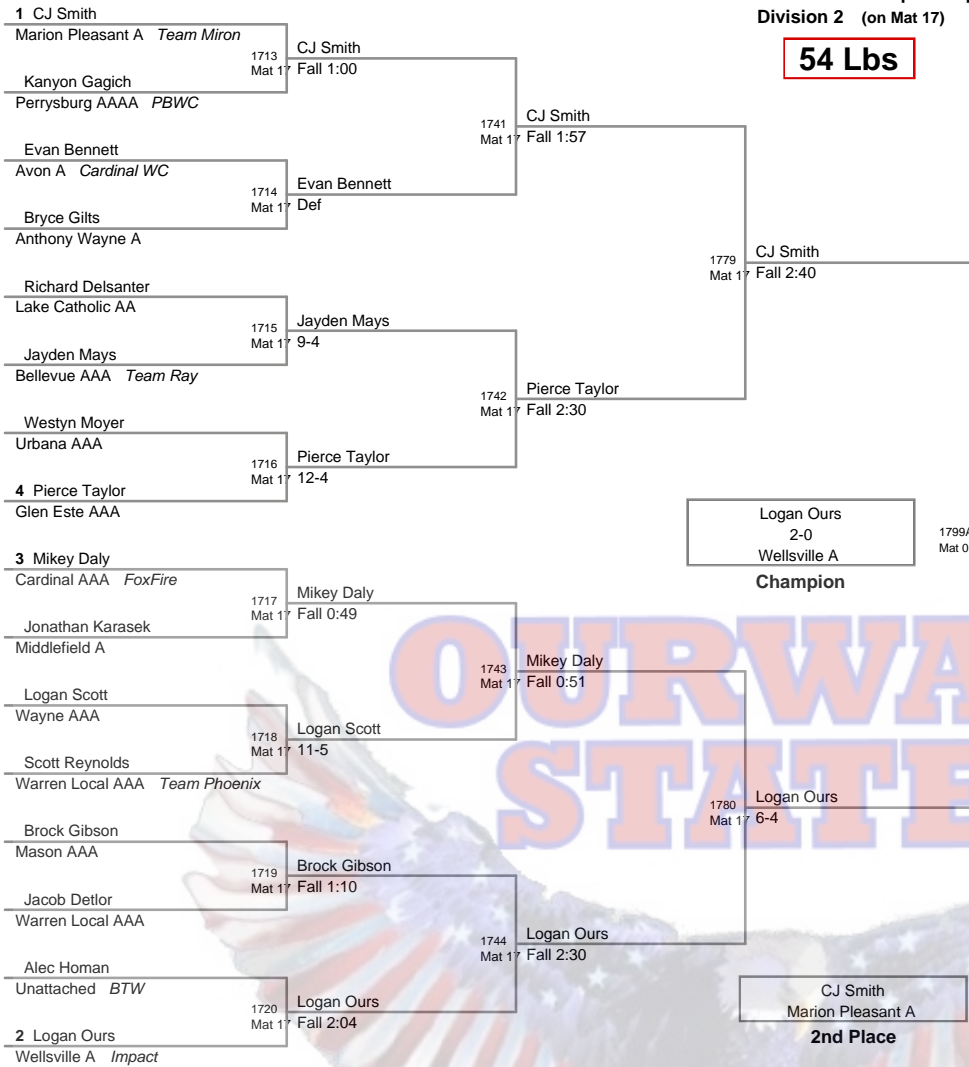 Division 2 (on Mat 17)
54 Lbs
1 CJ Smith
Marion Pleasant A Team Miron
1713 CJ Smith
Mat 17 Fall 1:00
Kanyon Gagich
Perrysburg AAAA PBWC
1741 CJ Smith
Mat 17 Fall 1:57
Evan Bennett
Avon A Cardinal WC
1714 Evan Bennett
Mat 17 Def
Bryce Gilts
Anthony Wayne A
1779 CJ Smith
Mat 17 Fall 2:40
Richard Delsanter
Lake Catholic AA
1715 Jayden Mays
Mat 17 9-4
Jayden Mays
Bellevue AAA Team Ray
1742 Pierce Taylor
Mat 17 Fall 2:30
Westyn Moyer
Urbana AAA
1716 Pierce Taylor
Mat 17 12-4
4 Pierce Taylor
Glen Este AAA
Logan Ours
2-0
Wellsville A
Champion
1799A
Mat 0
3 Mikey Daly
Cardinal AAA FoxFire
1717 Mikey Daly
Mat 17 Fall 0:49
Jonathan Karasek
Middlefield A
1743 Mikey Daly
Mat 17 Fall 0:51
Logan Scott
Wayne AAA
1718 Logan Scott
Mat 17 11-5
Scott Reynolds
Warren Local AAA Team Phoenix
OURWA
STATE
1780 Logan Ours
Mat 17 6-4
Brock Gibson
Mason AAA
1719 Brock Gibson
Mat 17 Fall 1:10
Jacob Detlor
Warren Local AAA
1744 Logan Ours
Mat 17 Fall 2:30
Alec Homan
Unattached BTW
1720 Logan Ours
Mat 17 Fall 2:04
2 Logan Ours
Wellsville A Impact
CJ Smith
Marion Pleasant A
2nd Place